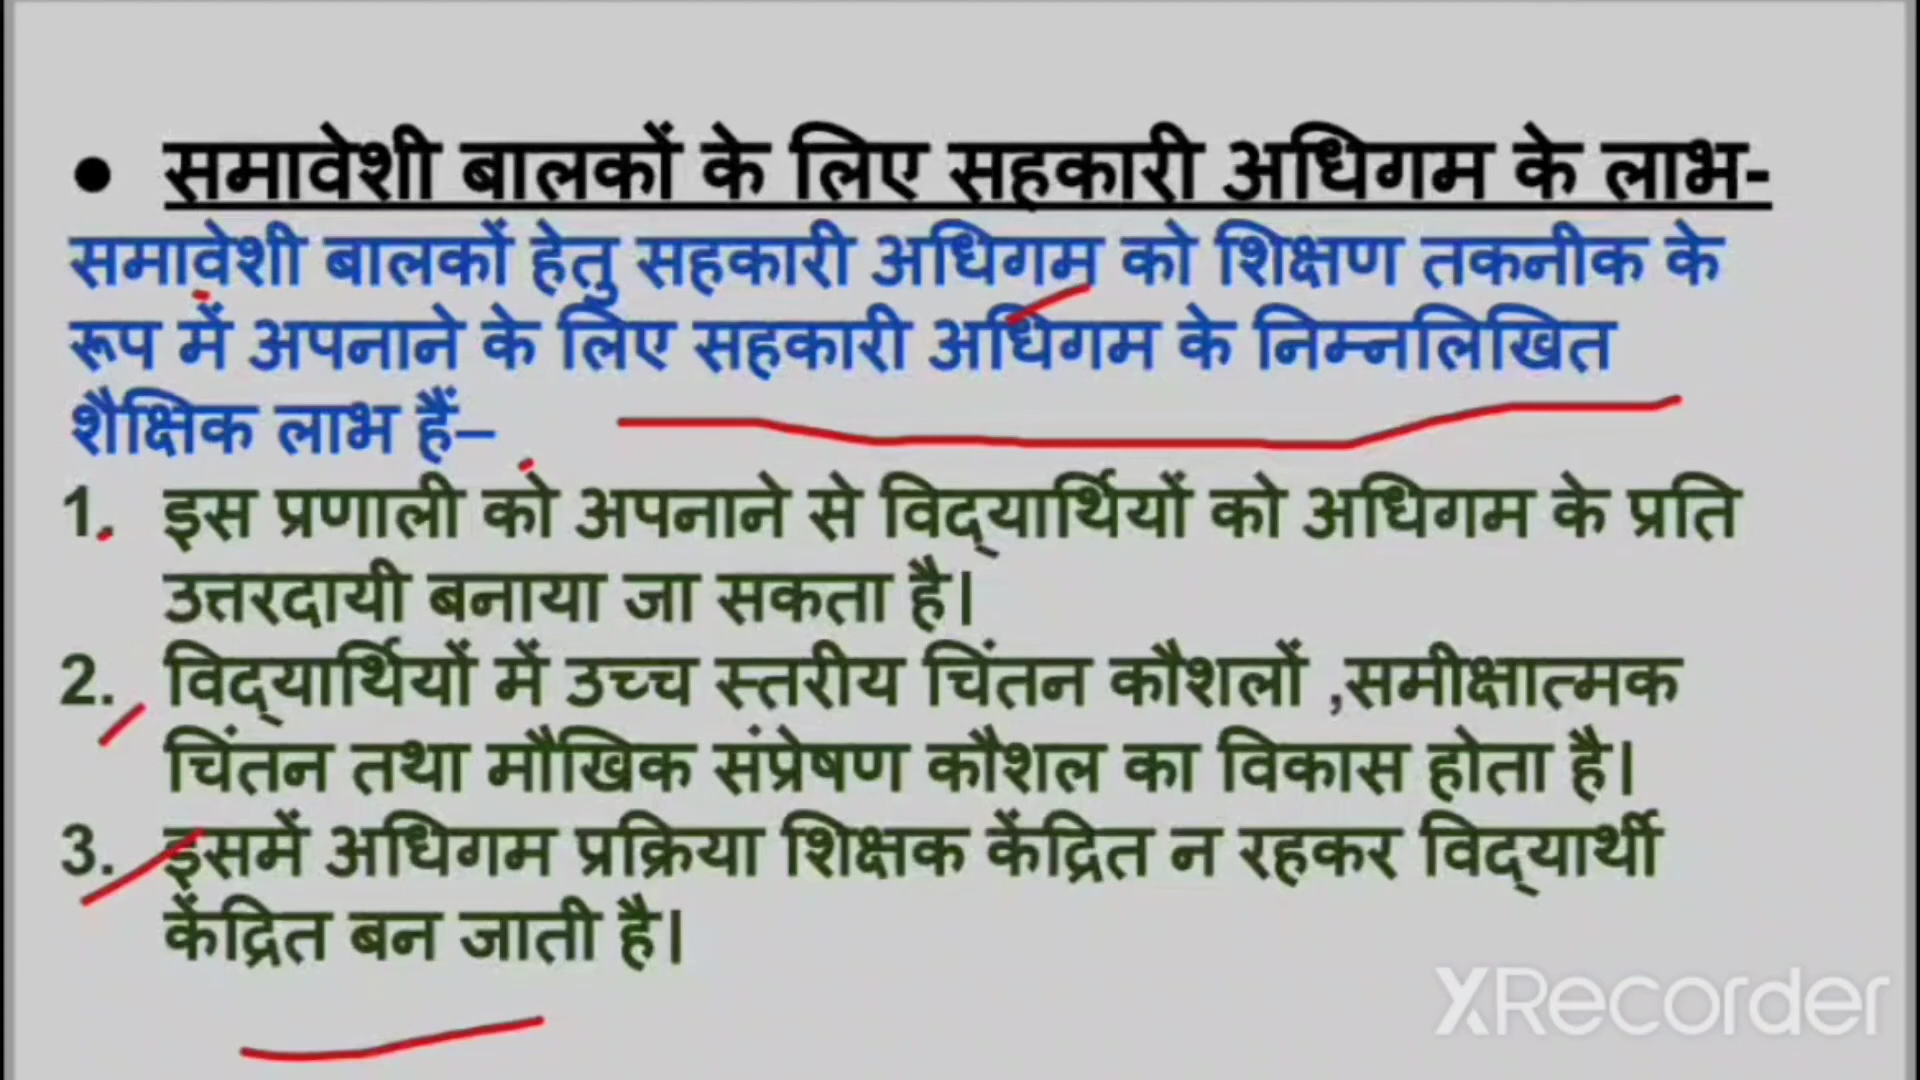 ● समावेशी बालकों के लिए सहकारी अधिगम के लाभ-
समावेशी बालकों हेतु सहकारी अधिगम को शिक्षण तकनीक के
रूप में अपनाने के लिए सहकारी अधिगम के निम्नलिखित
शैक्षिक लाभ हैं–
1. इस प्रणाली को अपनाने से विद्यार्थियों को अधिगम के प्रति
उत्तरदायी बनाया जा सकता है।
2. विद्यार्थियों में उच्च स्तरीय चिंतन कौशलों ,समीक्षात्मक
चिंतन तथा मौखिक संप्रेषण कौशल का विकास होता है।
3. इसमें अधिगम प्रक्रिया शिक्षक केंद्रित न रहकर विद्यार्थी
केंद्रित बन जाती है।
XRecorder